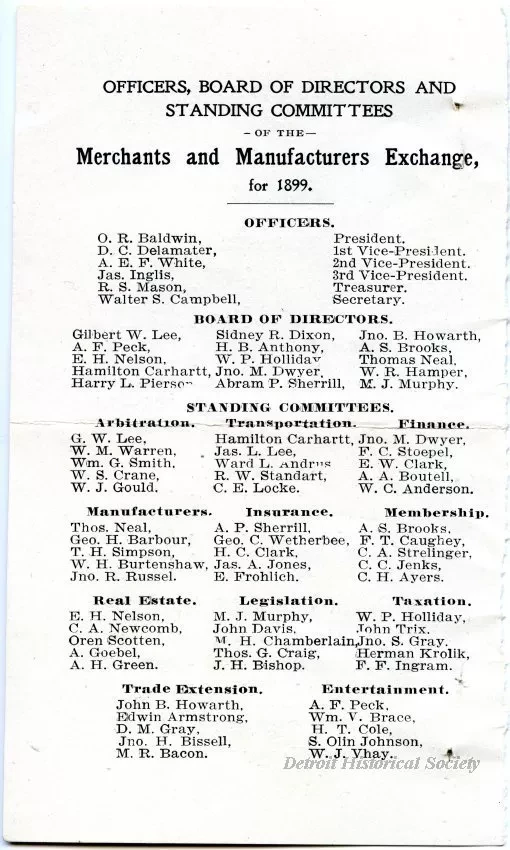 OFFICERS, BOARD OF DIRECTORS AND
STANDING COMMITTEES
- OF THE -
Merchants and Manufacturers Exchange,
for 1899.
OFFICERS.
O. R. Baldwin, President.
D. C. Delamater, 1st Vice-President.
A. E. F. White, 2nd Vice-President.
Jas. Inglis, 3rd Vice-President.
R. S. Mason, Treasurer.
Walter S. Campbell, Secretary.
BOARD OF DIRECTORS.
Gilbert W. Lee, Sidney R. Dixon, Jno. B. Howarth,
A. F. Peck, H. B. Anthony, A. S. Brooks,
E. H. Nelson, W. P. Holliday Thomas Neal,
Hamilton Carhartt, Jno. M. Dwyer, W. R. Hamper,
Harry L. Pierson Abram P. Sherrill, M. J. Murphy.
STANDING COMMITTEES.
Arbitration. Transportation. Finance.
G. W. Lee, Hamilton Carhartt, Jno. M. Dwyer,
W. M. Warren, Jas. L. Lee, F. C. Stoepel,
Wm. G. Smith, Ward L. Andrus E. W. Clark,
W. S. Crane, R. W. Standart, A. A. Boutell,
W. J. Gould. C. E. Locke. W. C. Anderson.
Manufacturers. Insurance. Membership.
Thos. Neal, A. P. Sherrill, A. S. Brooks,
Geo. H. Barbour, Geo. C. Wetherbee, F. T. Caughey,
T. H. Simpson, H. C. Clark, C. A. Strelinger,
W. H. Burtenshaw, Jas. A. Jones, C. C. Jenks,
Jno. R. Russel. E. Frohlich. C. H. Ayers.
Real Estate. Legislation. Taxation.
E. H. Nelson, M. J. Murphy, W. P. Holliday,
C. A. Newcomb, John Davis, John Trix.
Oren Scotten, M. H. Chamberlain, Jno. S. Gray.
A. Goebel, Thos. G. Craig, Herman Krolik,
A. H. Green. J. H. Bishop. F. F. Ingram.
Trade Extension. Entertainment.
John B. Howarth, A. F. Peck,
Edwin Armstrong, Wm. V. Brace,
D. M. Gray, H. T. Cole,
Jno. H. Bissell, S. Olin Johnson,
M. R. Bacon. W. J. Vhay.
Detroit Historical Society